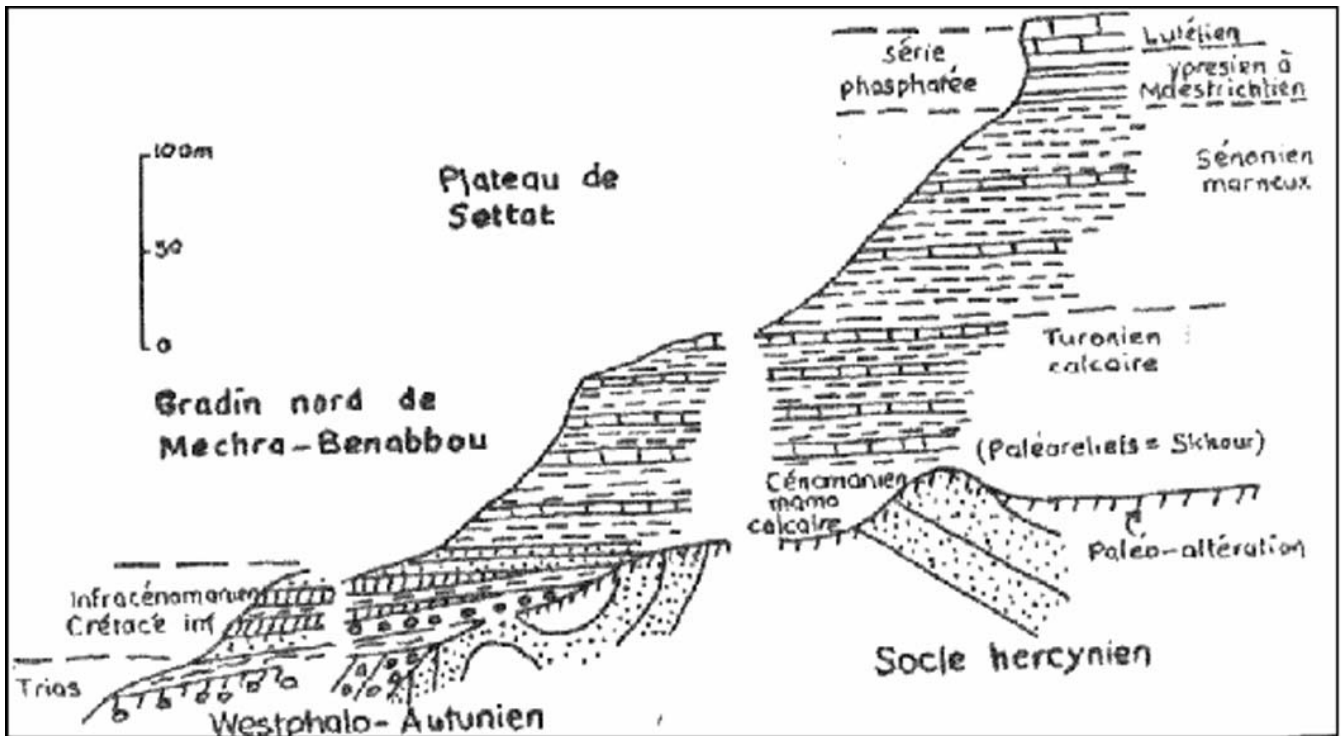 Lutétien
série
phosphatée
ypresien à
Maestrichtien
100m
Sénonien
marneux
Plateau de
Settat
50
0
Turonien
calcaire
Gradin nord de
Mechra-Benabbou
(Paléoreliefs = Skhour)
Cénomanien
marno
calcaire
Paléo-altération
Infracénomanien
Crétacé inf
Socle hercynien
Trias
Westphalo-Autunien